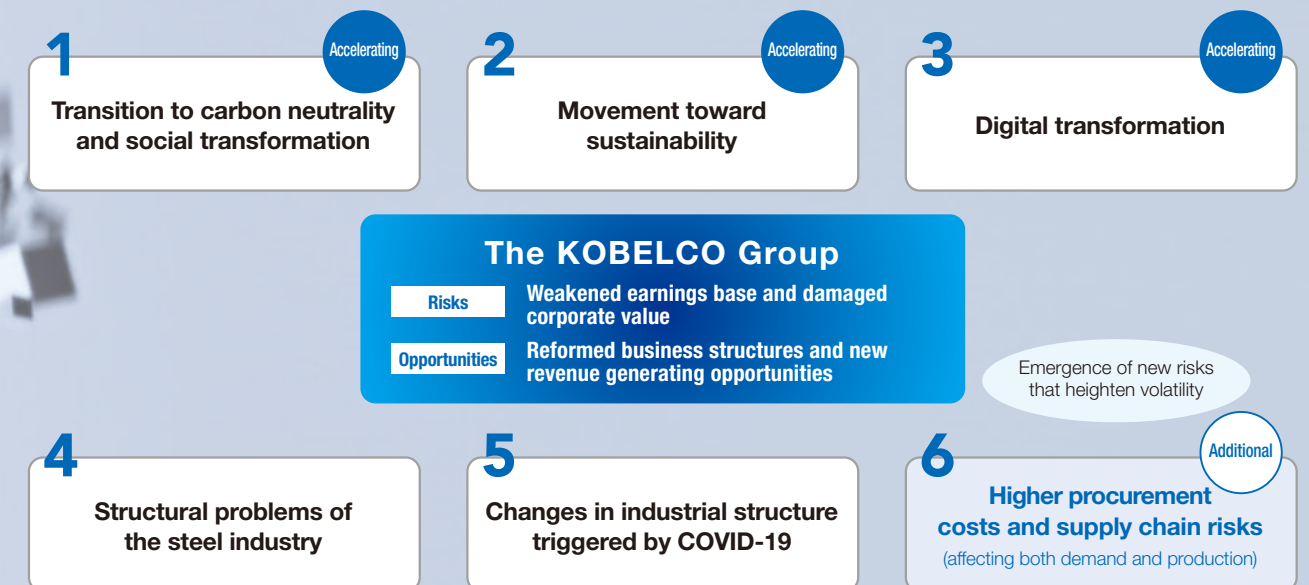 1
Accelerating
Transition to carbon neutrality
and social transformation
2
Accelerating
Movement toward
sustainability
3
Accelerating
Digital transformation
The KOBELCO Group
Risks
Weakened earnings base and damaged
corporate value
Opportunities
Reformed business structures and new
revenue generating opportunities
Emergence of new risks
that heighten volatility
4
Structural problems of
the steel industry
5
Changes in industrial structure
triggered by COVID-19
6
Additional
Higher procurement
costs and supply chain risks
(affecting both demand and production)